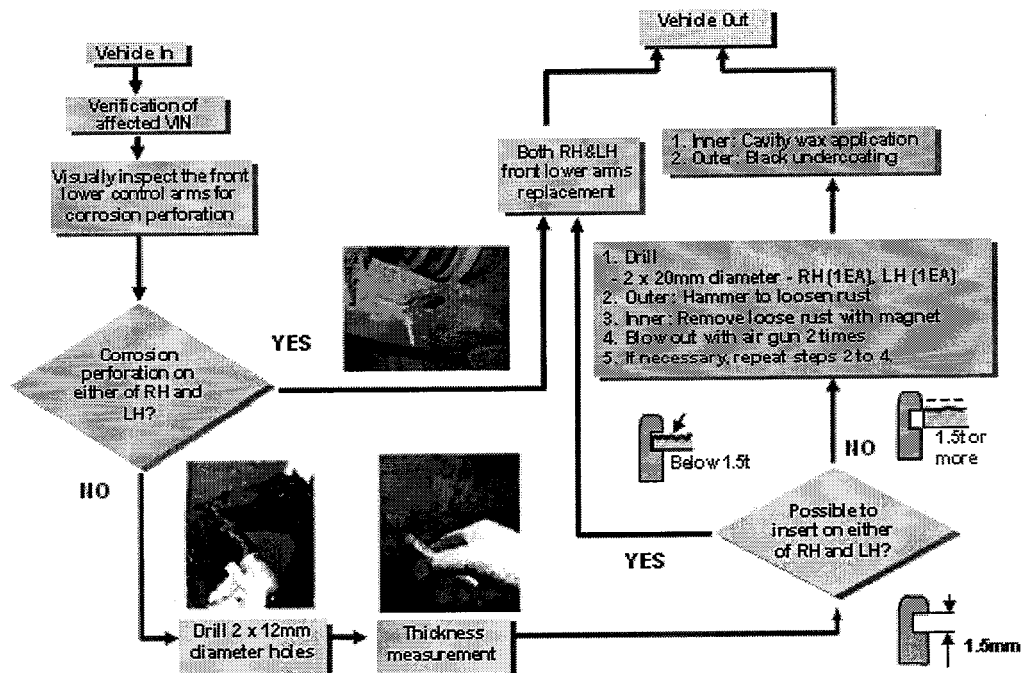 Vehicle In
Verification of
affected VIN
Visually inspect the front
lower control arms for
corrosion perforation
Corrosion
perforation on
either of RH and
LH?
YES
NO
Drill 2 x 12mm
diameter holes
Thickness
measurement
Possible to
insert on either
of RH and LH?
1.5mm
YES
Below 1.5t
NO
1.5t or
more
Both RH&LH
front lower arms
replacement
1. Drill
- 2 x 20mm diameter - RH (1EA), LH (1EA)
2. Outer: Hammer to loosen rust
3. Inner: Remove loose rust with magnet
4. Blow out with air gun 2 times
5. If necessary, repeat steps 2 to 4.
1. Inner: Cavity wax application
2. Outer: Black undercoating
Vehicle Out